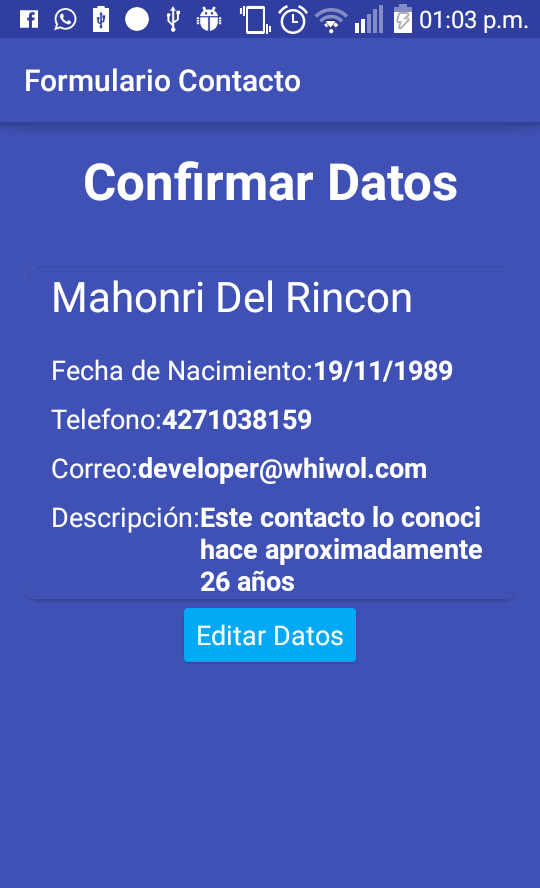 01:03 p.m.
Formulario Contacto
Confirmar Datos
Mahonri Del Rincon
Fecha de Nacimiento:19/11/1989
Telefono:4271038159
Correo:developer@whiwol.com
Descripción:Este contacto lo conoci
hace aproximadamente
26 años
Editar Datos